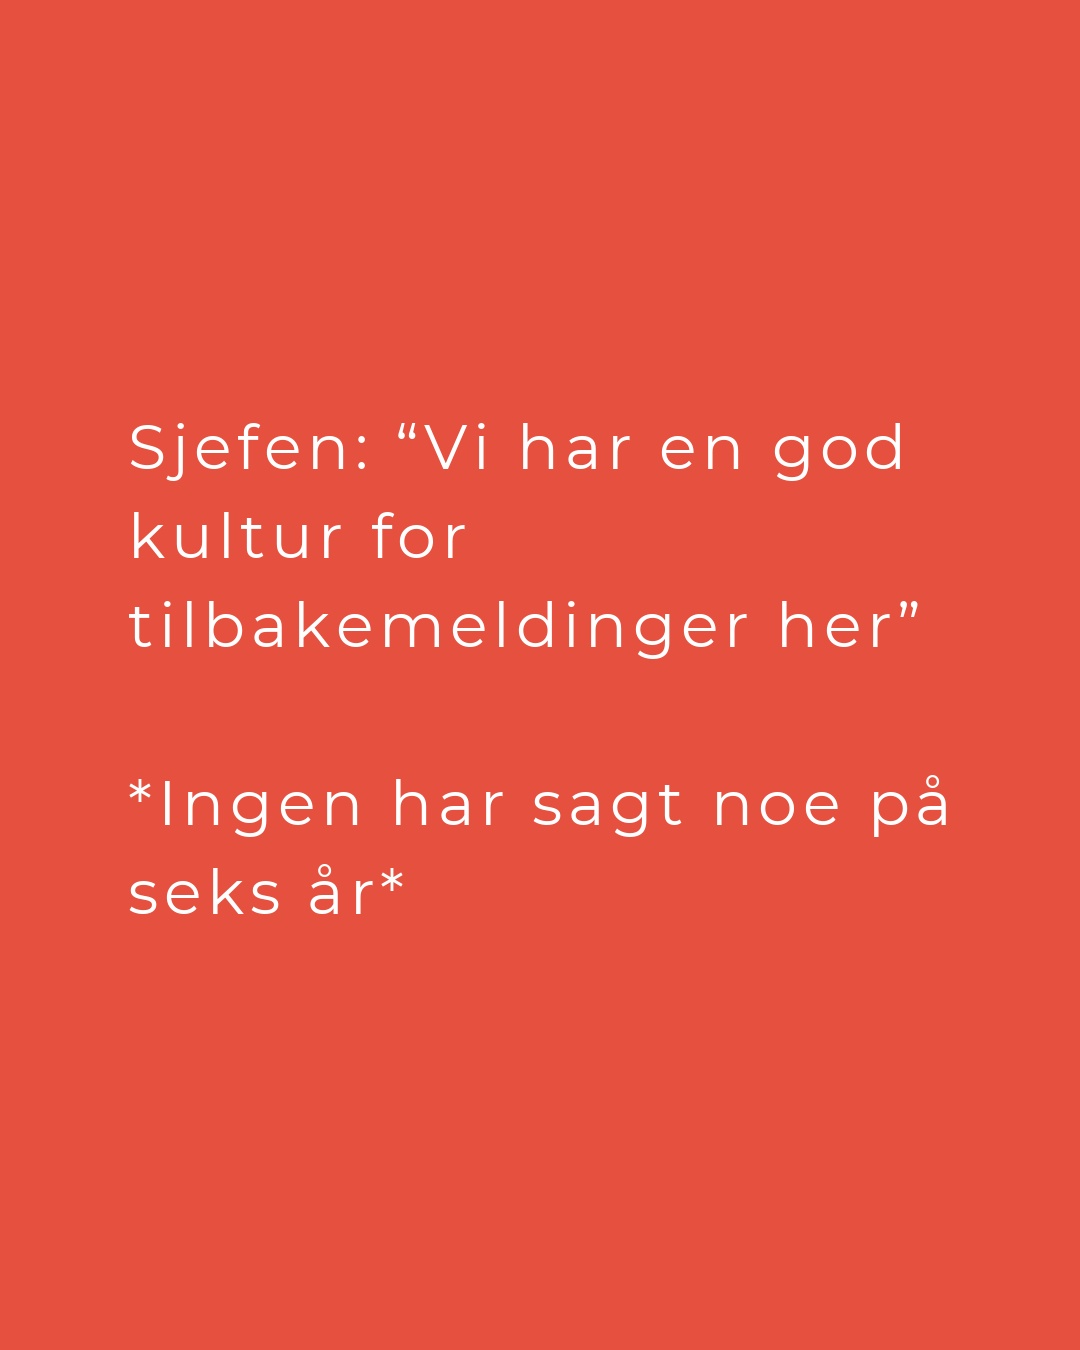 Sjefen: “Vi har en god
kultur for
tilbakemeldinger her”
*Ingen har sagt noe på
seks år*